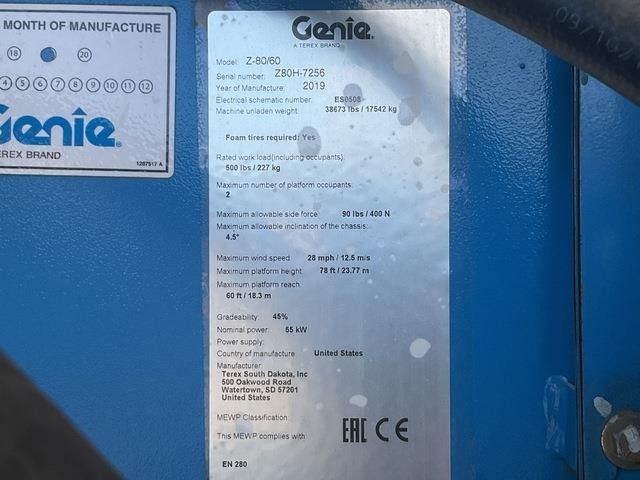 MONTH OF MANUFACTURE
18 20
4 5 6 7 8 9 10 11 12
Genie
TEREX BRAND
1287517 A
Genie
A TEREX BRAND
Model: Z-80/60
Serial number: Z80H-7256
Year of Manufacture: 2019
Electrical schematic number: ES0508
Machine unladen weight: 38673 lbs / 17542 kg
Foam tires required: Yes
Rated work load(including occupants):
500 lbs / 227 kg
Maximum number of platform occupants:
2
Maximum allowable side force: 90 lbs / 400 N
Maximum allowable inclination of the chassis:
4.5°
Maximum wind speed: 28 mph / 12.5 m/s
Maximum platform height: 78 ft / 23.77 m
Maximum platform reach:
60 ft / 18.3 m
Gradeability: 45%
Nominal power: 55 kW
Power supply:
Country of manufacture: United States
Manufacturer:
Terex South Dakota, Inc
500 Oakwood Road
Watertown, SD 57201
United States
MEWP Classification:
This MEWP complies with:
EAC CE
EN 280